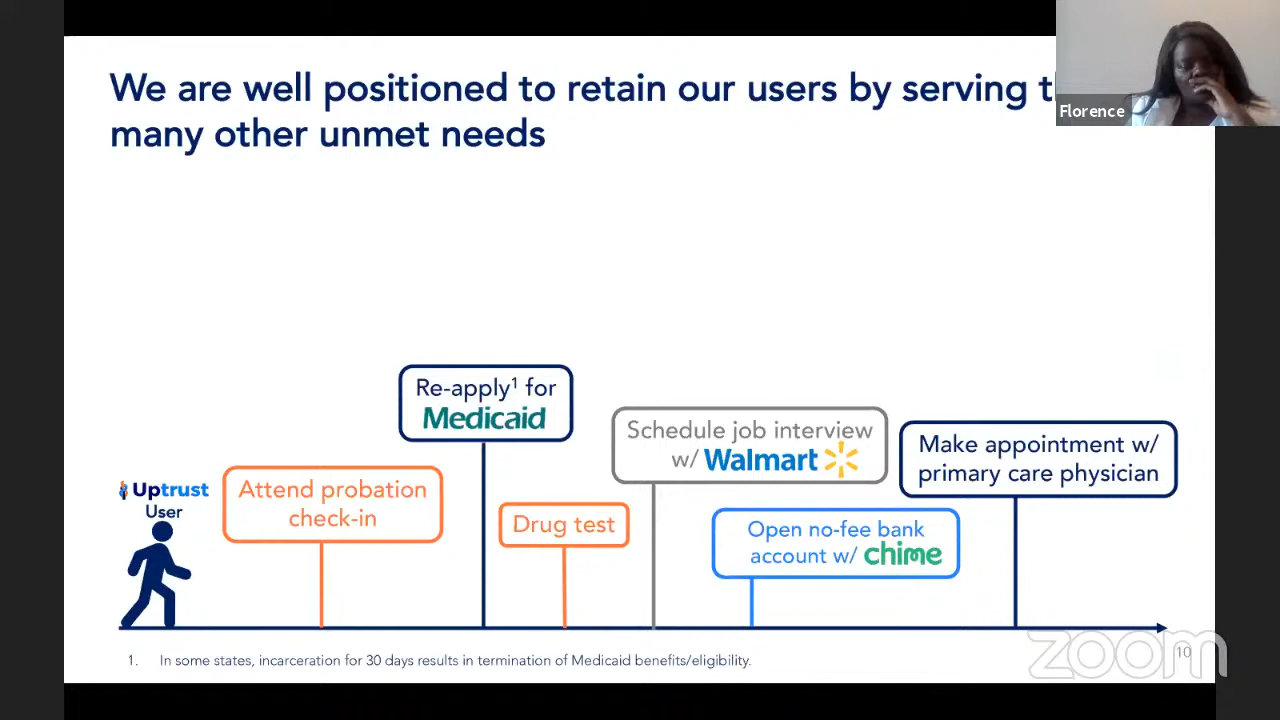 We are well positioned to retain our users by serving
many other unmet needs
Florence
Re-apply¹ for
Medicaid
Schedule job interview
w/ Walmart
Make appointment w/
primary care physician
Uptrust
User
Attend probation
check-in
Drug test
Open no-fee bank
account w/ chime
1. In some states, incarceration for 30 days results in termination of Medicaid benefits/eligibility.
10
zoom